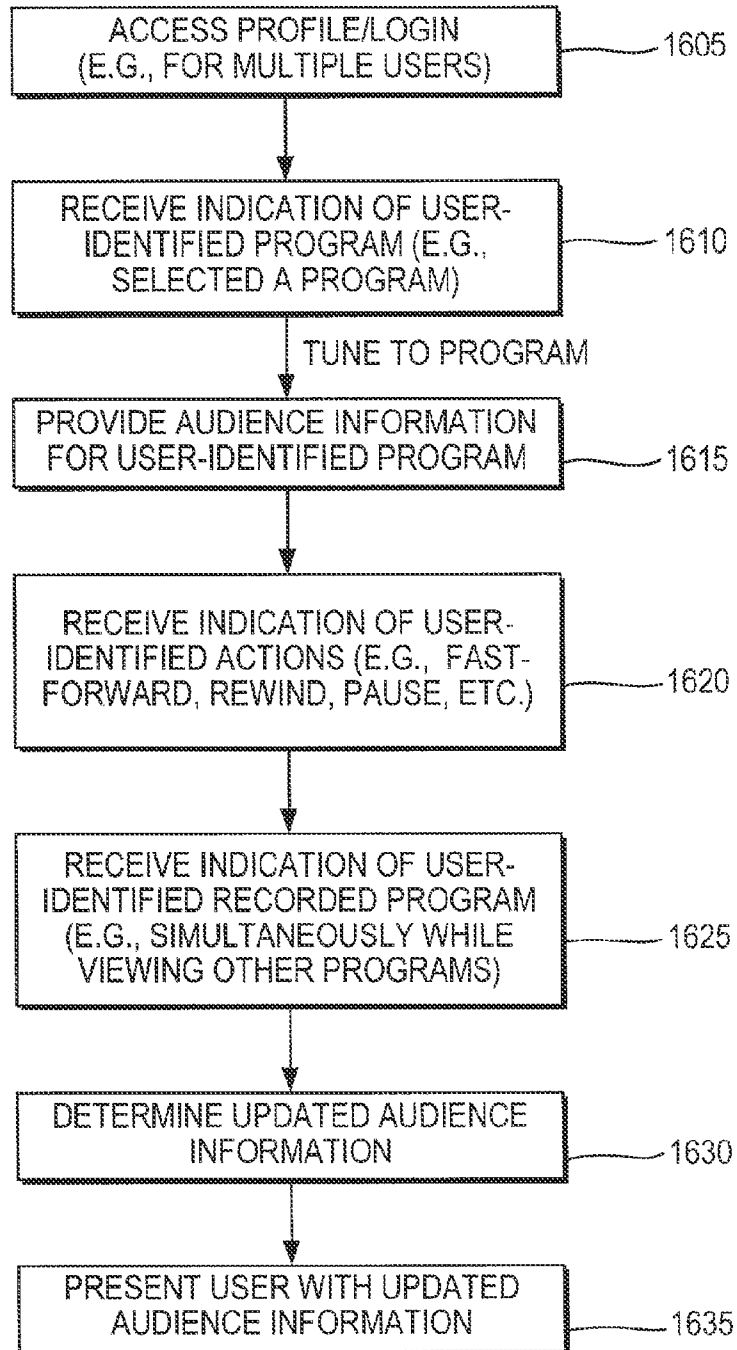 ACCESS PROFILE/LOGIN
(E.G., FOR MULTIPLE USERS)
1605
RECEIVE INDICATION OF USER-
IDENTIFIED PROGRAM (E.G.,
SELECTED A PROGRAM)
1610
TUNE TO PROGRAM
PROVIDE AUDIENCE INFORMATION
FOR USER-IDENTIFIED PROGRAM
1615
RECEIVE INDICATION OF USER-
IDENTIFIED ACTIONS (E.G., FAST-
FORWARD, REWIND, PAUSE, ETC.)
1620
RECEIVE INDICATION OF USER-
IDENTIFIED RECORDED PROGRAM
(E.G., SIMULTANEOUSLY WHILE
VIEWING OTHER PROGRAMS)
1625
DETERMINE UPDATED AUDIENCE
INFORMATION
1630
PRESENT USER WITH UPDATED
AUDIENCE INFORMATION
1635